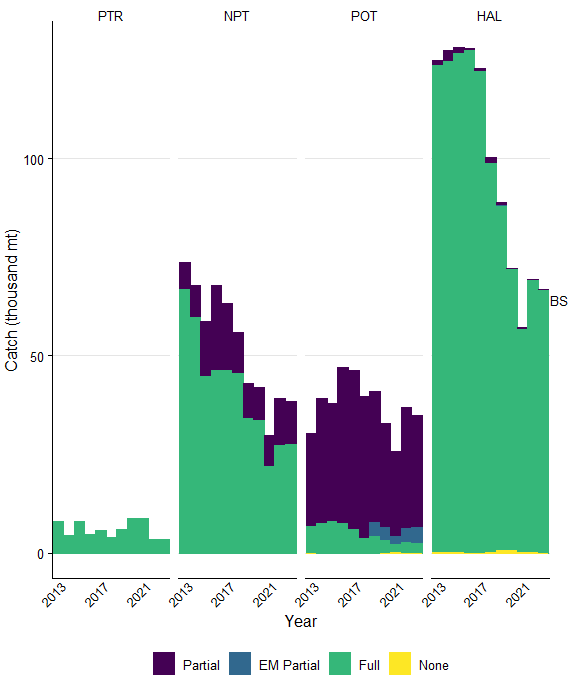 PTR NPT POT HAL
Catch (thousand mt)
100
50
0
BS
2013 2017 2021 2013 2017 2021 2013 2017 2021 2013 2017 2021
Year
Partial EM Partial Full None